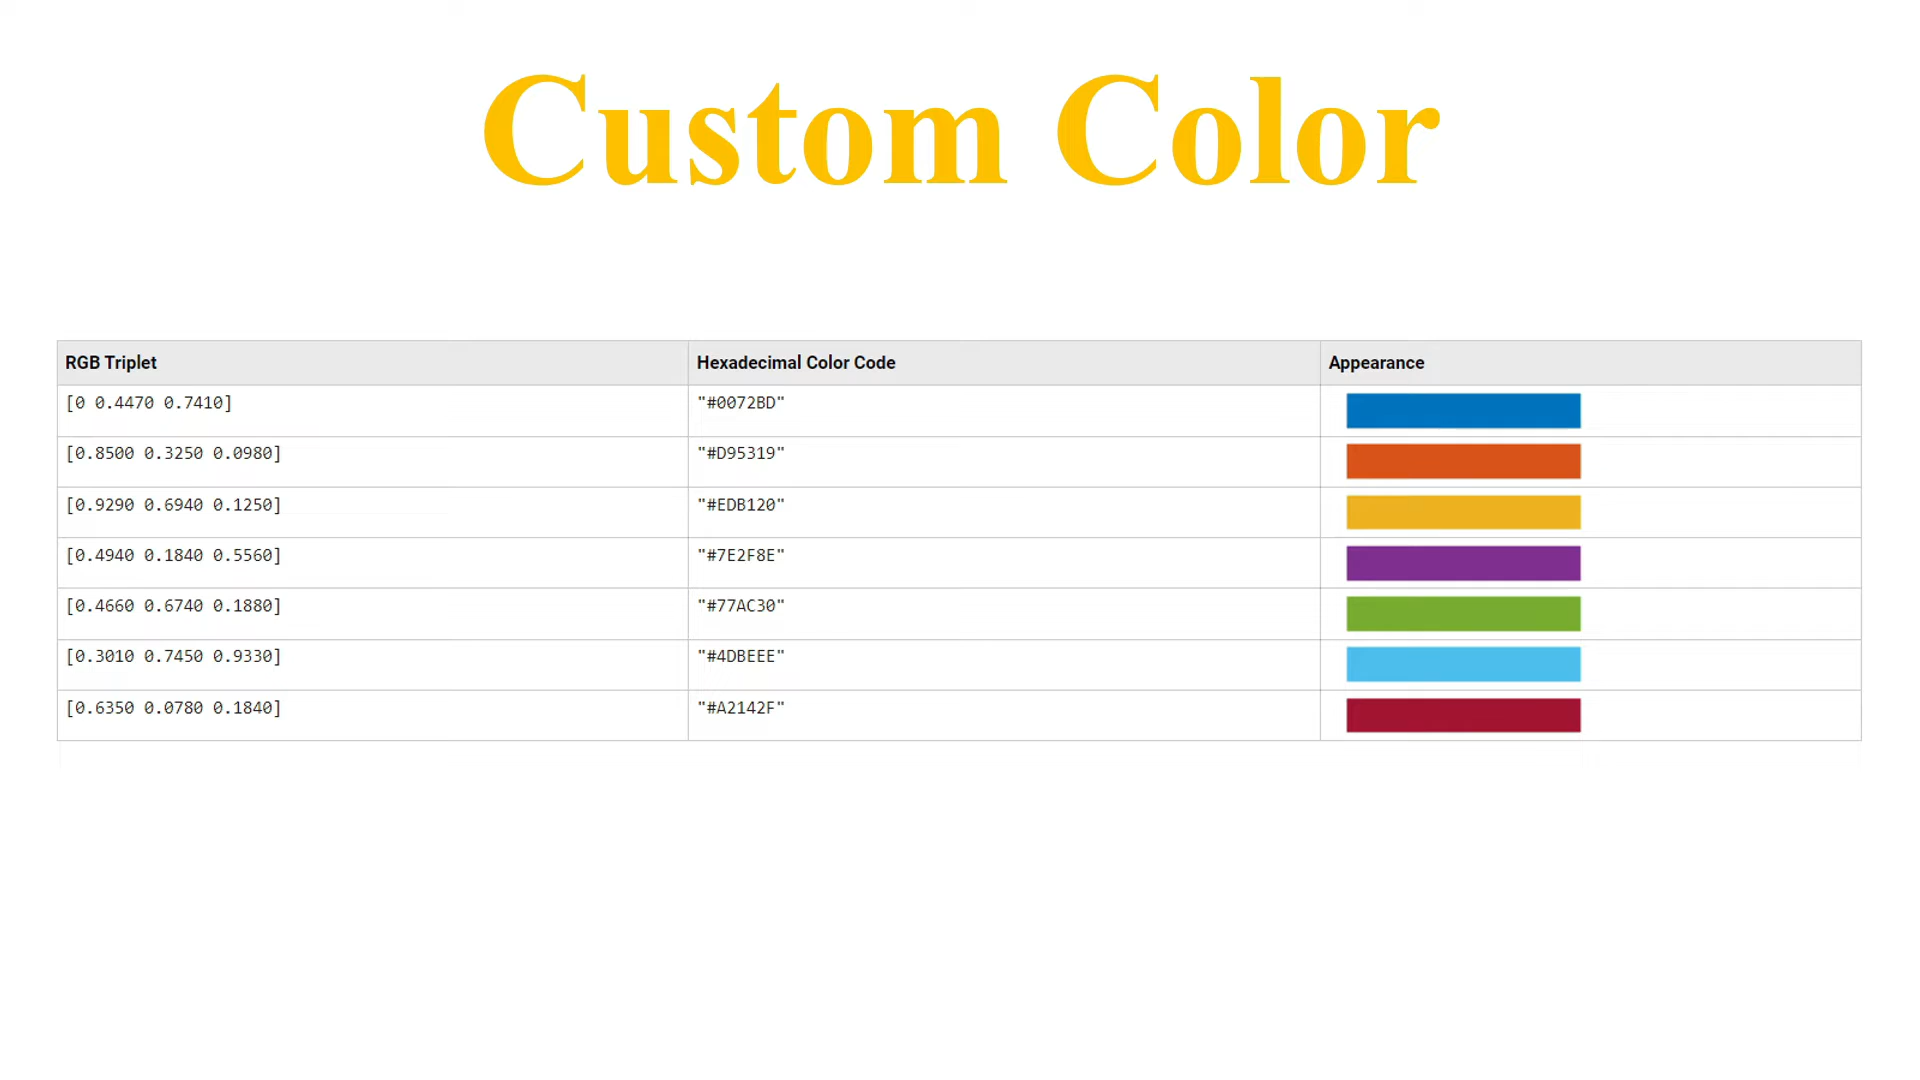 Custom Color
RGB Triplet Hexadecimal Color Code Appearance
[0 0.4470 0.7410] "#0072BD"
[0.8500 0.3250 0.0980] "#D95319"
[0.9290 0.6940 0.1250] "#EDB120"
[0.4940 0.1840 0.5560] "#7E2F8E"
[0.4660 0.6740 0.1880] "#77AC30"
[0.3010 0.7450 0.9330] "#4DBEEE"
[0.6350 0.0780 0.1840] "#A2142F"